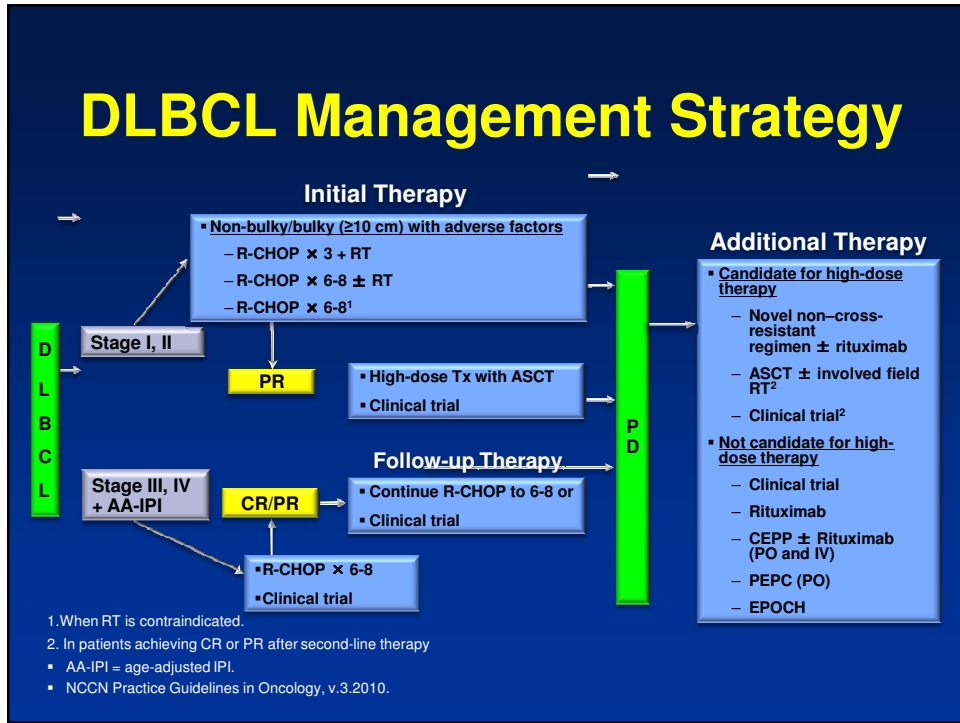 DLBCL Management Strategy
Initial Therapy
▪ Non-bulky/bulky (≥10 cm) with adverse factors
– R-CHOP × 3 + RT
– R-CHOP × 6-8 ± RT
– R-CHOP × 6-8¹
Additional Therapy
▪ Candidate for high-dose
therapy
– Novel non–cross-
resistant
regimen ± rituximab
– ASCT ± involved field
RT²
– Clinical trial²
▪ Not candidate for high-
dose therapy
– Clinical trial
– Rituximab
– CEPP ± Rituximab
(PO and IV)
– PEPC (PO)
– EPOCH
D
L
B
C
L
Stage I, II
PR
▪ High-dose Tx with ASCT
▪ Clinical trial
P
D
Follow-up Therapy
Stage III, IV
+ AA-IPI
CR/PR
▪ Continue R-CHOP to 6-8 or
▪ Clinical trial
▪R-CHOP × 6-8
▪Clinical trial
1.When RT is contraindicated.
2. In patients achieving CR or PR after second-line therapy
▪ AA-IPI = age-adjusted IPI.
▪ NCCN Practice Guidelines in Oncology, v.3.2010.